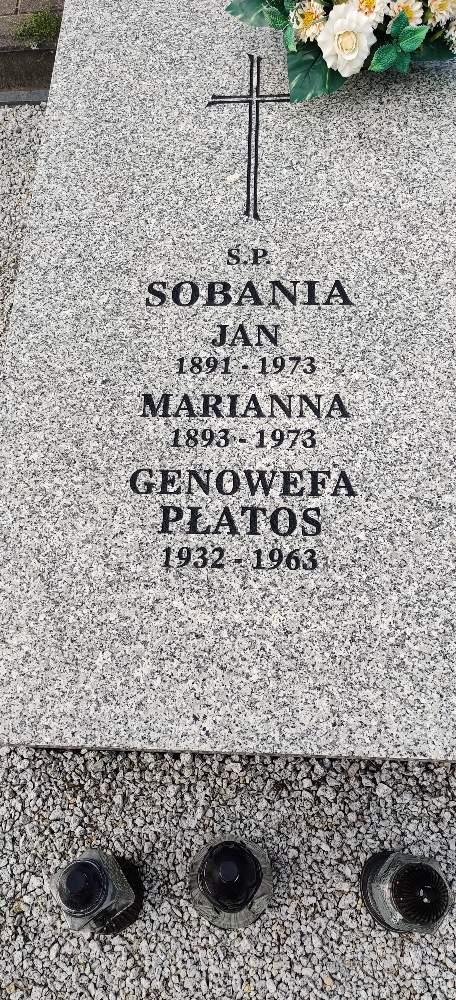 Ś.P.
SOBANIA
JAN
1891 - 1973
MARIANNA
1893 - 1973
GENOWEFA
PŁATOS
1932 - 1963